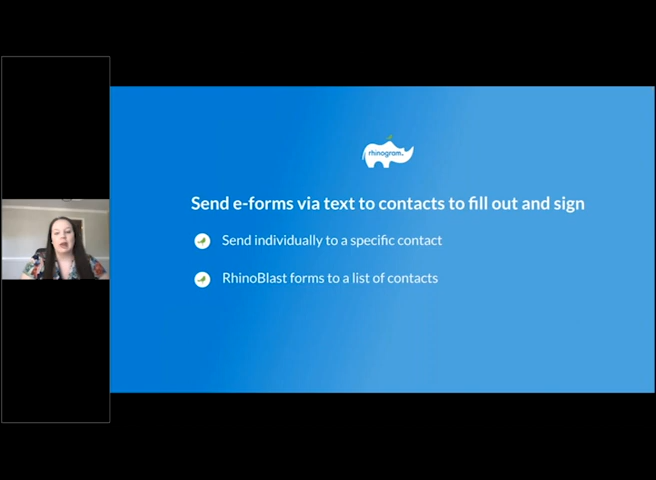 rhinogram
Send e-forms via text to contacts to fill out and sign
Send individually to a specific contact
RhinoBlast forms to a list of contacts